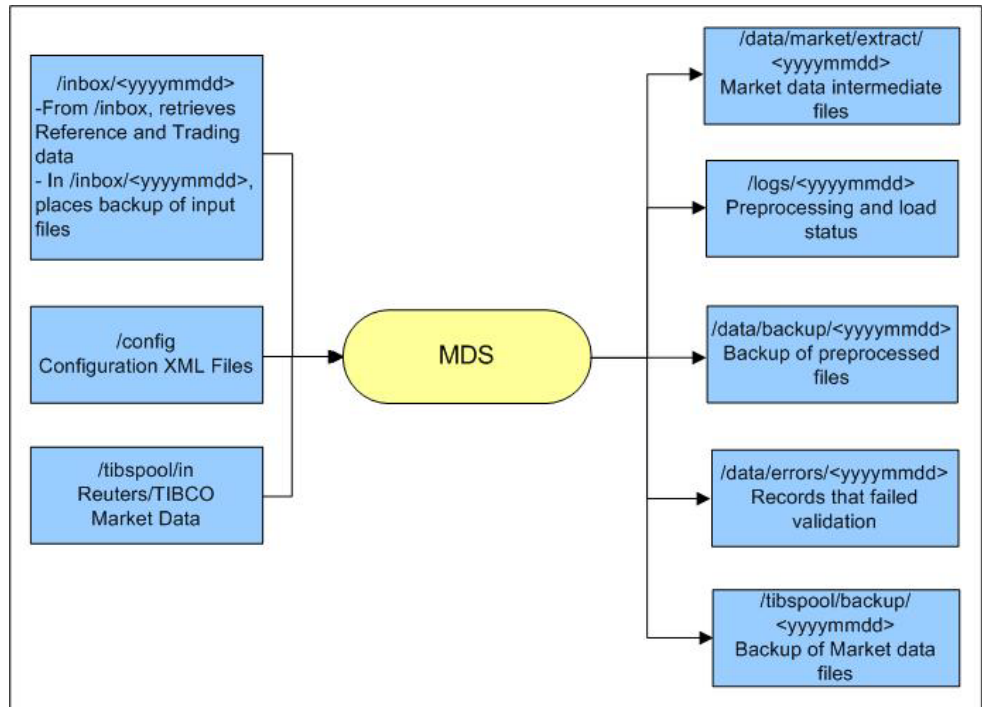 /inbox/<yyyymmdd>
-From /inbox, retrieves
Reference and Trading
data
- In /inbox/<yyyymmdd>,
places backup of input
files
/config
Configuration XML Files
/tibspool/in
Reuters/TIBCO
Market Data
MDS
/data/market/extract/
<yyyymmdd>
Market data intermediate
files
/logs/<yyyymmdd>
Preprocessing and load
status
/data/backup/<yyyymmdd>
Backup of preprocessed
files
/data/errors/<yyyymmdd>
Records that failed
validation
/tibspool/backup/
<yyyymmdd>
Backup of Market data
files